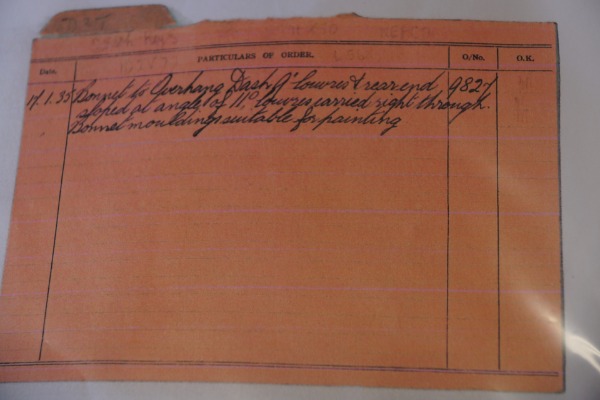 Date. PARTICULARS OF ORDER. O/No. O.K.
17.1.35 Bonnet to Overhang Dash 9" louvres & rear end 9827
sloped at angle of 11° louvres carried right through.
Bonnet mouldings suitable for painting